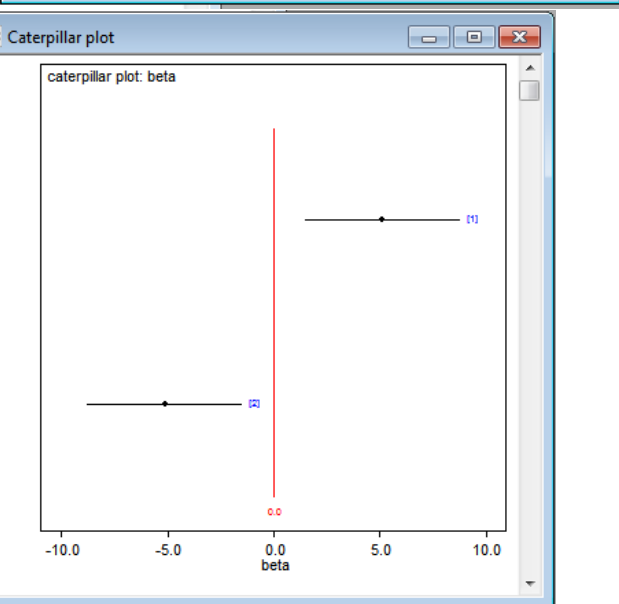 Caterpillar plot
caterpillar plot: beta
[1]
[2]
0.0
-10.0 -5.0 0.0 5.0 10.0
beta